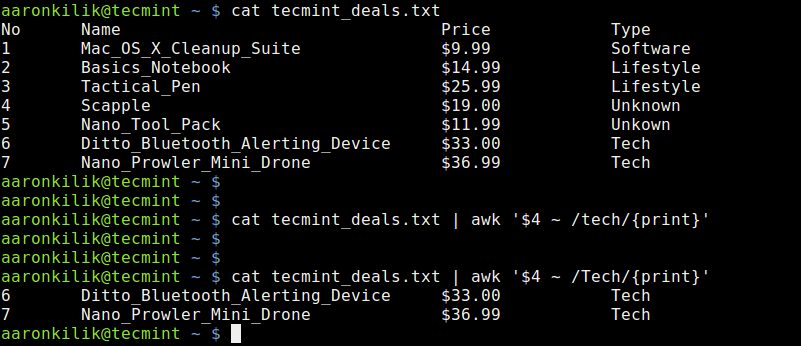 aaronkilik@tecmint ~ $ cat tecmint_deals.txt
No Name Price Type
1 Mac_OS_X_Cleanup_Suite $9.99 Software
2 Basics_Notebook $14.99 Lifestyle
3 Tactical_Pen $25.99 Lifestyle
4 Scapple $19.00 Unknown
5 Nano_Tool_Pack $11.99 Unkown
6 Ditto_Bluetooth_Alerting_Device $33.00 Tech
7 Nano_Prowler_Mini_Drone $36.99 Tech
aaronkilik@tecmint ~ $
aaronkilik@tecmint ~ $
aaronkilik@tecmint ~ $ cat tecmint_deals.txt | awk '$4 ~ /tech/{print}'
aaronkilik@tecmint ~ $
aaronkilik@tecmint ~ $
aaronkilik@tecmint ~ $ cat tecmint_deals.txt | awk '$4 ~ /Tech/{print}'
6 Ditto_Bluetooth_Alerting_Device $33.00 Tech
7 Nano_Prowler_Mini_Drone $36.99 Tech
aaronkilik@tecmint ~ $